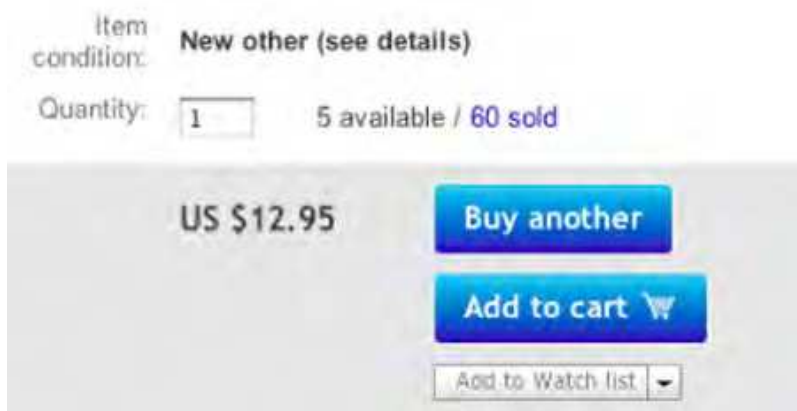 Item condition: New other (see details)
Quantity: 1 5 available / 60 sold
US $12.95 Buy another
Add to cart
Add to Watch list